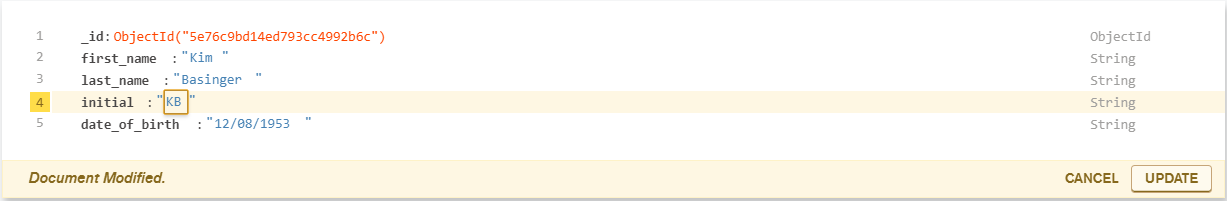 1 _id: ObjectId("5e76c9bd14ed793cc4992b6c") ObjectId
2 first_name : "Kim " String
3 last_name : "Basinger " String
4 initial : "KB " String
5 date_of_birth : "12/08/1953 " String
Document Modified. CANCEL UPDATE